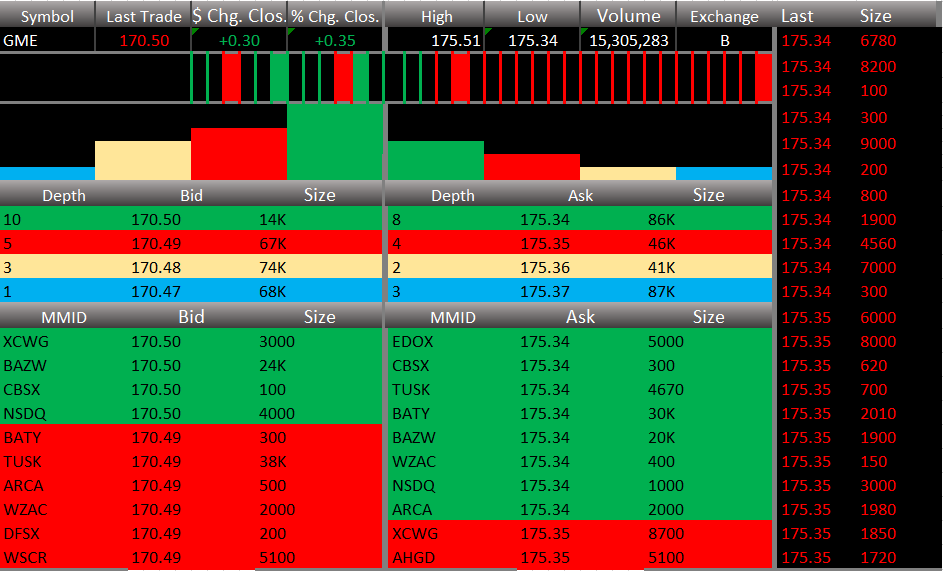 Symbol Last Trade $ Chg. Clos. % Chg. Clos. High Low Volume Exchange Last Size
GME 170.50 +0.30 +0.35 175.51 175.34 15,305,283 B 175.34 6780
175.34 8200
175.34 100
175.34 300
175.34 9000
175.34 200
Depth Bid Size Depth Ask Size 175.34 800
10 170.50 14K 8 175.34 86K 175.34 1900
5 170.49 67K 4 175.35 46K 175.34 4560
3 170.48 74K 2 175.36 41K 175.34 7000
1 170.47 68K 3 175.37 87K 175.34 300
MMID Bid Size MMID Ask Size 175.35 6000
XCWG 170.50 3000 EDOX 175.34 5000 175.35 8000
BAZW 170.50 24K CBSX 175.34 300 175.35 620
CBSX 170.50 100 TUSK 175.34 4670 175.35 700
NSDQ 170.50 4000 BATY 175.34 30K 175.35 2010
BATY 170.49 300 BAZW 175.34 20K 175.35 1900
TUSK 170.49 38K WZAC 175.34 400 175.35 150
ARCA 170.49 500 NSDQ 175.34 1000 175.35 3000
WZAC 170.49 2000 ARCA 175.34 2000 175.35 1980
DFSX 170.49 200 XCWG 175.35 8700 175.35 1850
WSCR 170.49 5100 AHGD 175.35 5100 175.35 1720